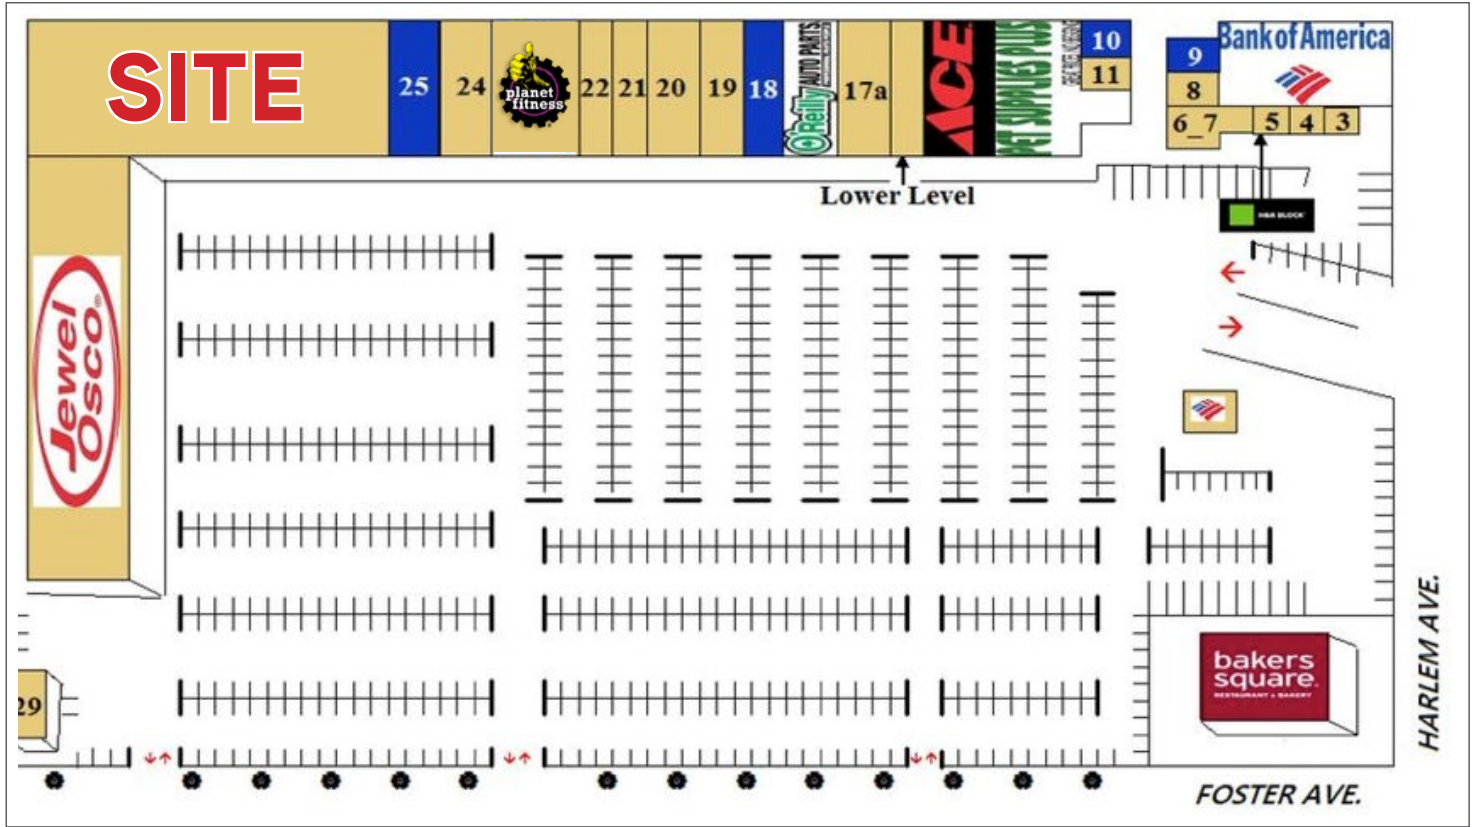 SITE
25
24
planet
fitness
22
21
20
19
18
O'Reilly AUTO PARTS
17a
ACE
PET SUPPLIES PLUS
10
11
9
8
6_7
5
4
3
Bank of America
Lower Level
H&R BLOCK
Jewel
Osco
29
bakers
square
RESTAURANT & BAKERY
HARLEM AVE.
FOSTER AVE.